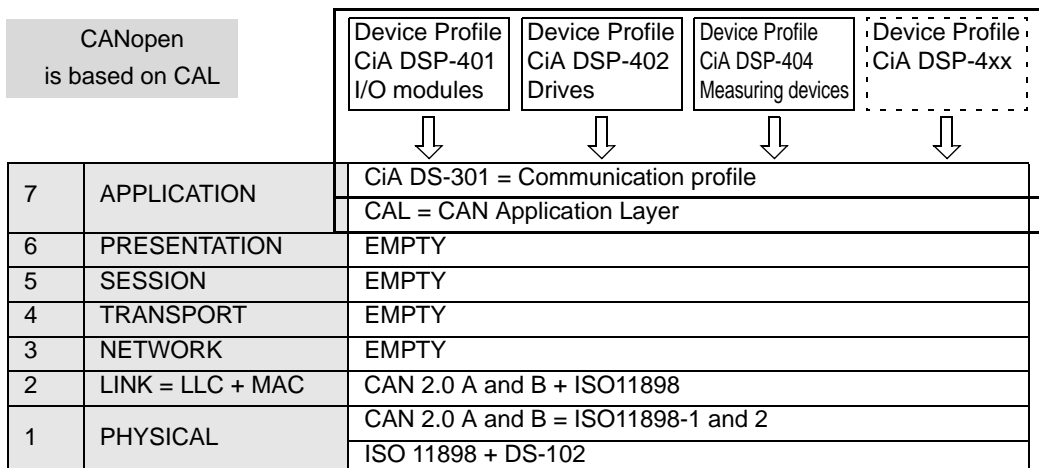 CANopen
is based on CAL
Device Profile
CiA DSP-401
I/O modules
Device Profile
CiA DSP-402
Drives
Device Profile
CiA DSP-404
Measuring devices
Device Profile
CiA DSP-4xx
7 APPLICATION
CiA DS-301 = Communication profile
CAL = CAN Application Layer
6 PRESENTATION EMPTY
5 SESSION EMPTY
4 TRANSPORT EMPTY
3 NETWORK EMPTY
2 LINK = LLC + MAC CAN 2.0 A and B + ISO11898
1 PHYSICAL
CAN 2.0 A and B = ISO11898-1 and 2
ISO 11898 + DS-102